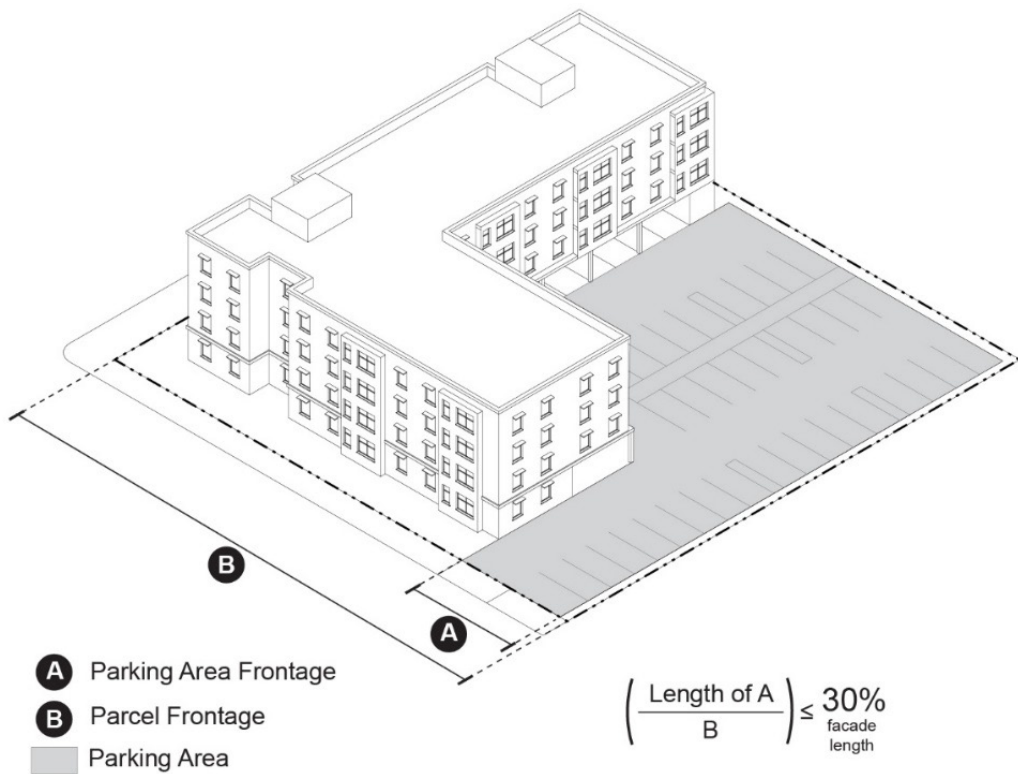 B
A
A Parking Area Frontage
B Parcel Frontage
Parking Area
(Length of A / B) ≤ 30%
facade
length